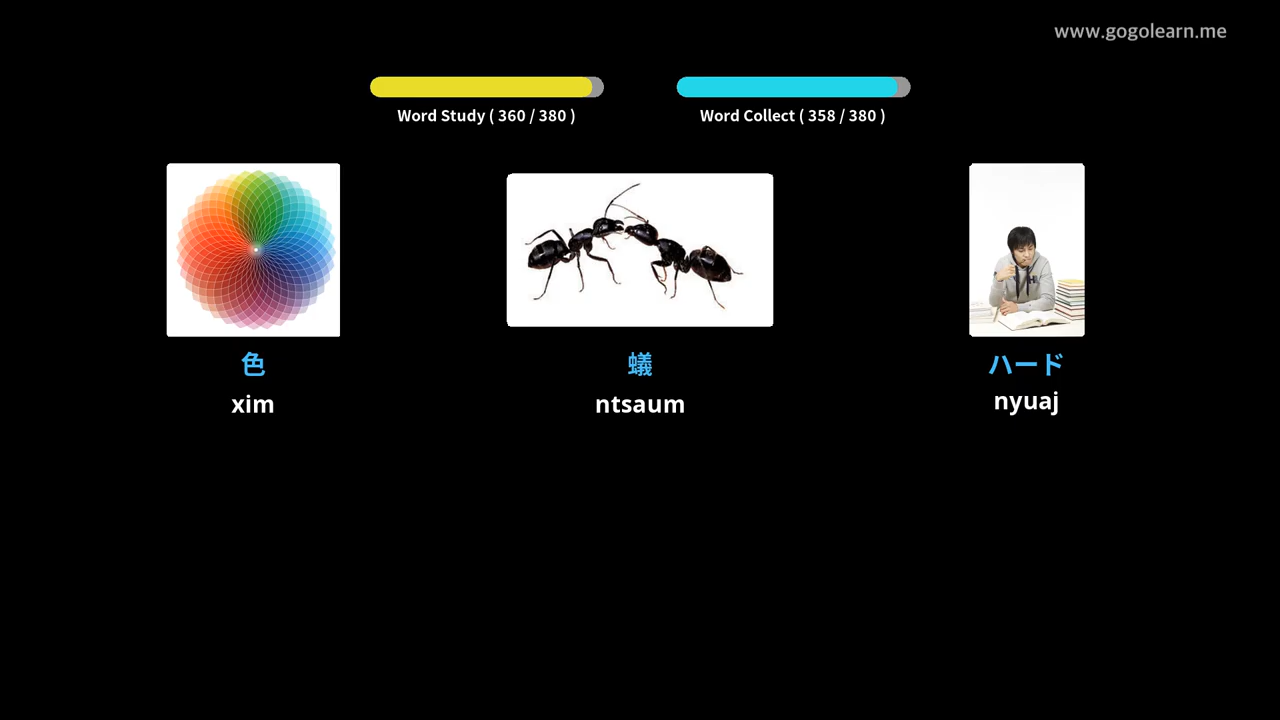 www.gogolearn.me
Word Study ( 360 / 380 )
Word Collect ( 358 / 380 )
色
蟻
ハード
xim
ntsaum
nyuaj